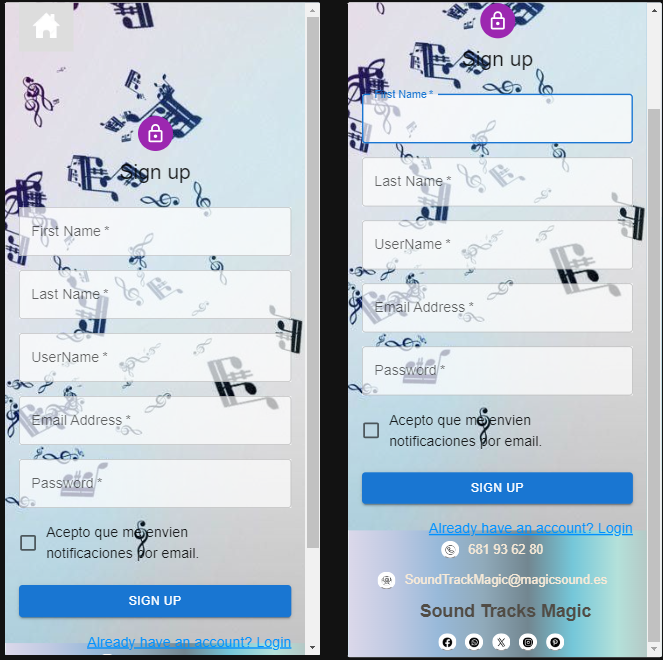 Sign up
First Name *
Last Name *
UserName *
Email Address *
Password *
Acepto que me envien
notificaciones por email.
SIGN UP
Already have an account? Login
Sign up
First Name *
Last Name *
UserName *
Email Address *
Password *
Acepto que me envien
notificaciones por email.
SIGN UP
Already have an account? Login
681 93 62 80
SoundTrackMagic@magicsound.es
Sound Tracks Magic